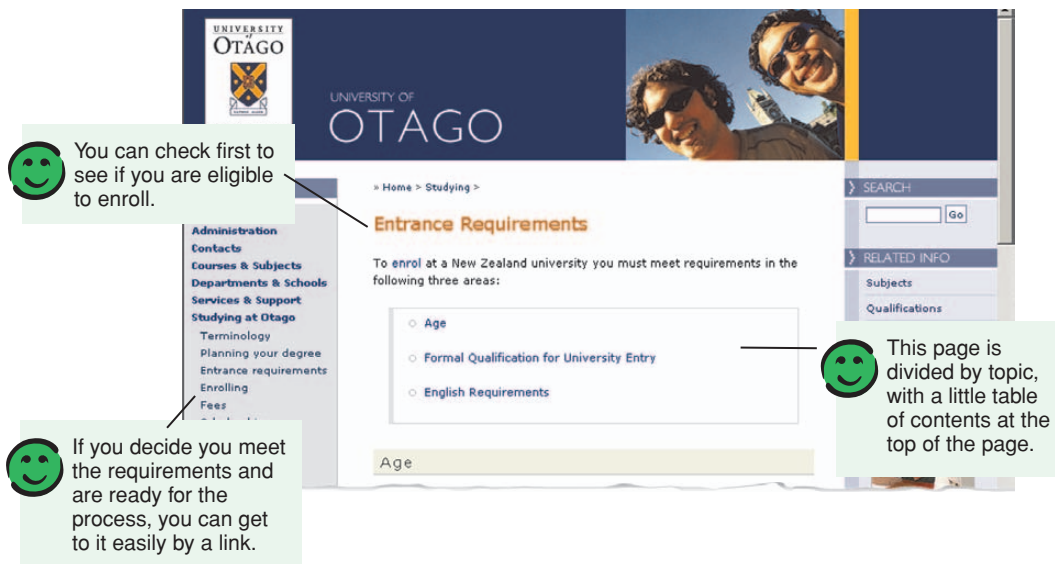 UNIVERSITY
of
OTAGO
UNIVERSITY OF
OTAGO
You can check first to
see if you are eligible
to enroll.
» Home > Studying >
Entrance Requirements
To enrol at a New Zealand university you must meet requirements in the
following three areas:
○ Age
○ Formal Qualification for University Entry
○ English Requirements
Age
Administration
Contacts
Courses & Subjects
Departments & Schools
Services & Support
Studying at Otago
Terminology
Planning your degree
Entrance requirements
Enrolling
Fees
If you decide you meet
the requirements and
are ready for the
process, you can get
to it easily by a link.
SEARCH
Go
RELATED INFO
Subjects
Qualifications
This page is
divided by topic,
with a little table
of contents at the
top of the page.